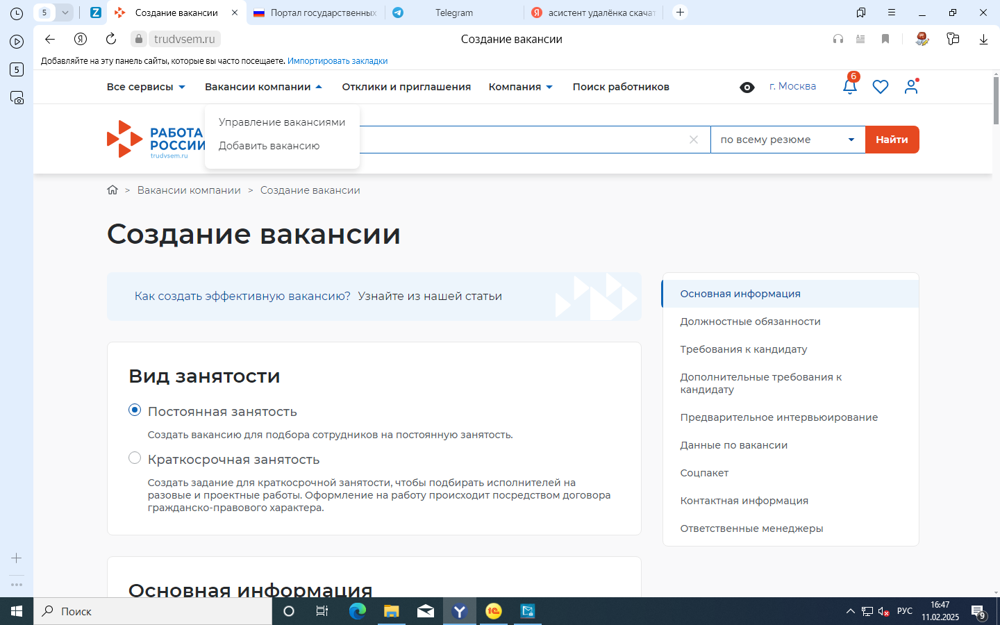 5
Создание вакансии
Портал государственных
Telegram
асистент удалёнка скачат
trudvsem.ru
Создание вакансии
5
Добавляйте на эту панель сайты, которые вы часто посещаете. Импортировать закладки
Все сервисы
Вакансии компании
Отклики и приглашения
Компания
Поиск работников
г. Москва
6
Управление вакансиями
Добавить вакансию
РАБОТА
РОССИИ
trudvsem.ru
по всему резюме
Найти
> Вакансии компании > Создание вакансии
Создание вакансии
Как создать эффективную вакансию? Узнайте из нашей статьи
Вид занятости
Постоянная занятость
Создать вакансию для подбора сотрудников на постоянную занятость.
Краткосрочная занятость
Создать задание для краткосрочной занятости, чтобы подбирать исполнителей на
разовые и проектные работы. Оформление на работу происходит посредством договора
гражданско-правового характера.
Основная информация
Основная информация
Должностные обязанности
Требования к кандидату
Дополнительные требования к
кандидату
Предварительное интервьюирование
Данные по вакансии
Соцпакет
Контактная информация
Ответственные менеджеры
Поиск
РУС
16:47
11.02.2025
9